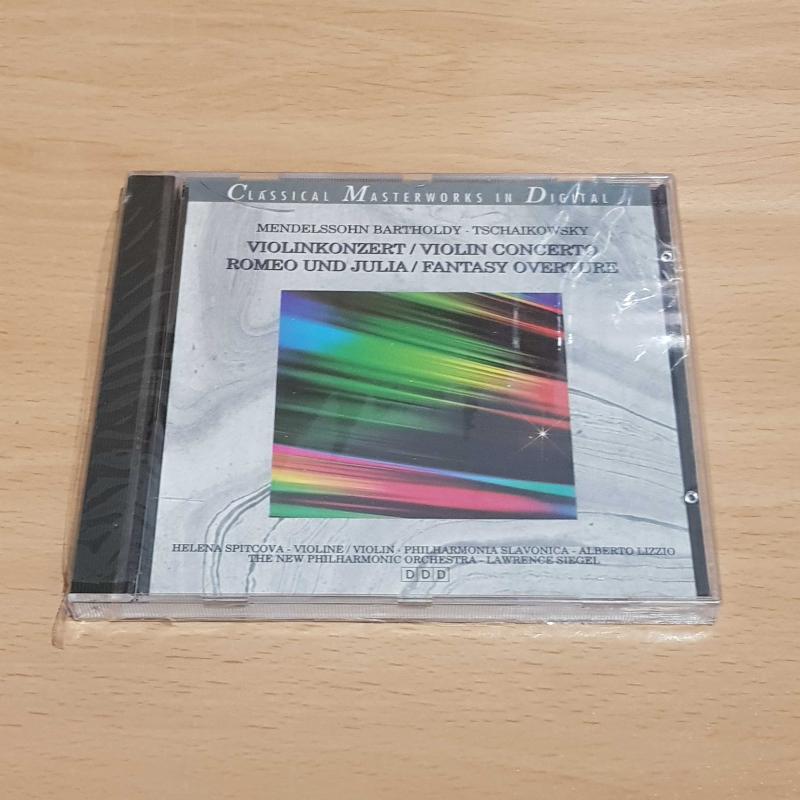 CLASSICAL MASTERWORKS IN DIGITAL
MENDELSSOHN BARTHOLDY - TSCHAIKOWSKY
VIOLINKONZERT / VIOLIN CONCERTO
ROMEO UND JULIA / FANTASY OVERTURE
HELENA SPITCOVA - VIOLINE / VIOLIN - PHILHARMONIA SLAVONICA - ALBERTO LIZZIO
THE NEW PHILHARMONIC ORCHESTRA - LAWRENCE SIEGEL
DDD